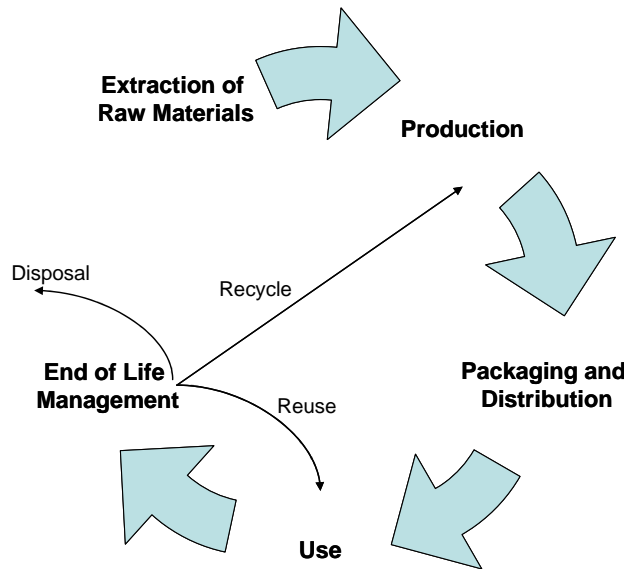 Extraction of
Raw Materials
Production
Disposal
Recycle
End of Life
Management
Packaging and
Distribution
Reuse
Use